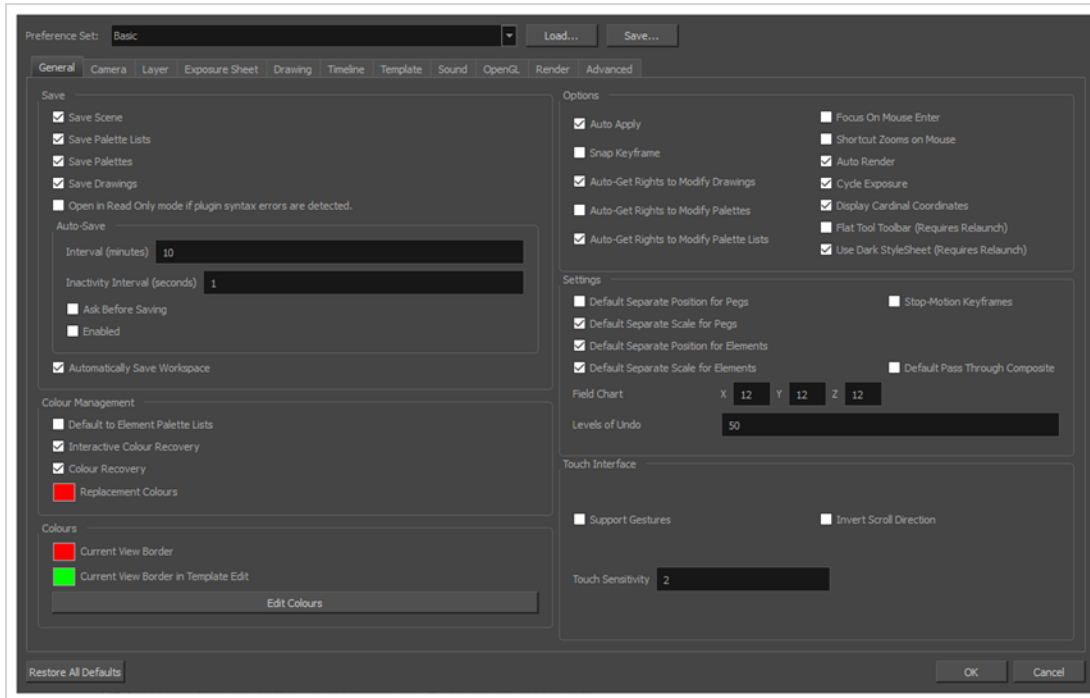 Preference Set: Basic Load... Save...
General Camera Layer Exposure Sheet Drawing Timeline Template Sound OpenGL Render Advanced
Save
Save Scene
Save Palette Lists
Save Palettes
Save Drawings
Open in Read Only mode if plugin syntax errors are detected.
Auto-Save
Interval (minutes) 10
Inactivity Interval (seconds) 1
Ask Before Saving
Enabled
Automatically Save Workspace
Colour Management
Default to Element Palette Lists
Interactive Colour Recovery
Colour Recovery
Replacement Colours
Colours
Current View Border
Current View Border in Template Edit
Edit Colours
Options
Auto Apply
Snap Keyframe
Auto-Get Rights to Modify Drawings
Auto-Get Rights to Modify Palettes
Auto-Get Rights to Modify Palette Lists
Focus On Mouse Enter
Shortcut Zooms on Mouse
Auto Render
Cycle Exposure
Display Cardinal Coordinates
Flat Tool Toolbar (Requires Relaunch)
Use Dark StyleSheet (Requires Relaunch)
Settings
Default Separate Position for Pegs Stop-Motion Keyframes
Default Separate Scale for Pegs
Default Separate Position for Elements
Default Separate Scale for Elements Default Pass Through Composite
Field Chart X 12 Y 12 Z 12
Levels of Undo 50
Touch Interface
Support Gestures Invert Scroll Direction
Touch Sensitivity 2
Restore All Defaults OK Cancel